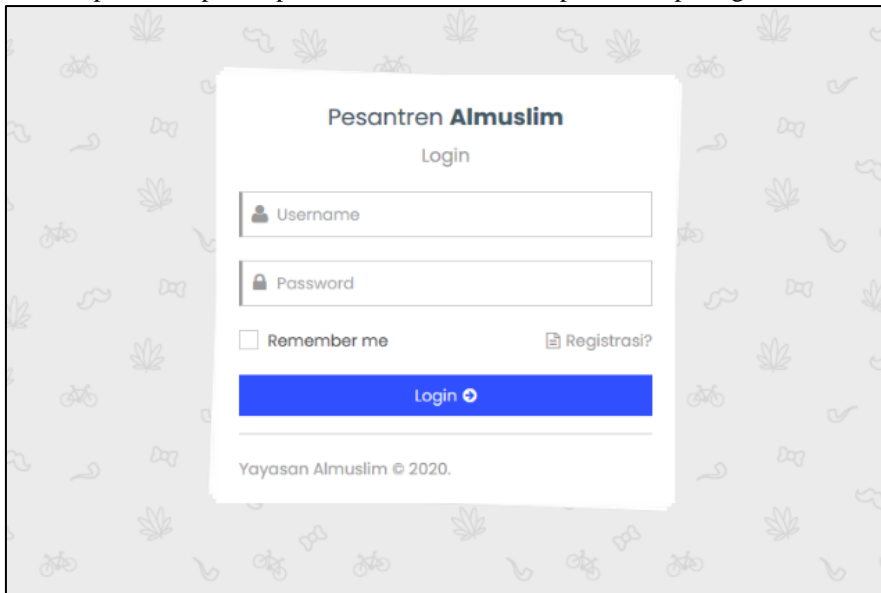 Pesantren Almuslim
Login
Username
Password
Remember me
Registrasi?
Login
Yayasan Almuslim © 2020.